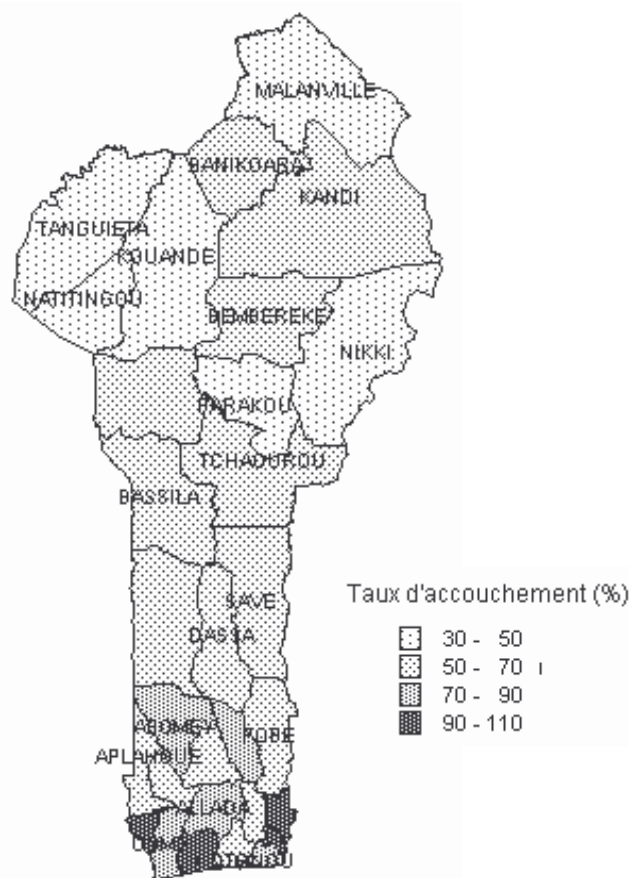 MALANVILLE
BANIKOARA
KANDI
TANGUIETA
KOUANDE
NATITINGOU
BEMBEREKE
NIKKI
PARAKOU
TCHAOUROU
BASSILA
Taux d'accouchement (%)
SAVE
30 - 50
DASSA
50 - 70
70 - 90
90 - 110
ABOMEY
POBE
APLAHOUE
ALLADA